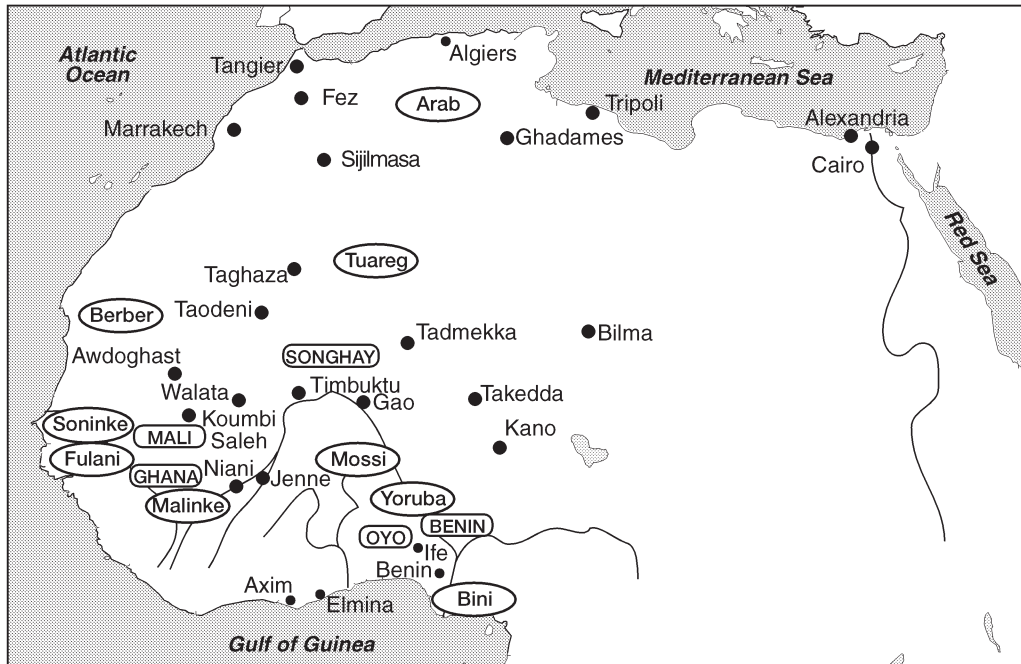 Atlantic
Ocean
Algiers
Tangier
Mediterranean Sea
Fez
Arab
Tripoli
Marrakech
Ghadames
Alexandria
Sijilmasa
Cairo
Red Sea
Tuareg
Taghaza
Berber
Taodeni
Tadmekka
Bilma
Awdoghast
SONGHAY
Walata
Timbuktu
Gao
Takedda
Soninke
Koumbi
Saleh
MALI
Kano
Fulani
GHANA
Niani
Jenne
Mossi
Malinke
Yoruba
BENIN
OYO
Ife
Benin
Axim
Elmina
Bini
Gulf of Guinea